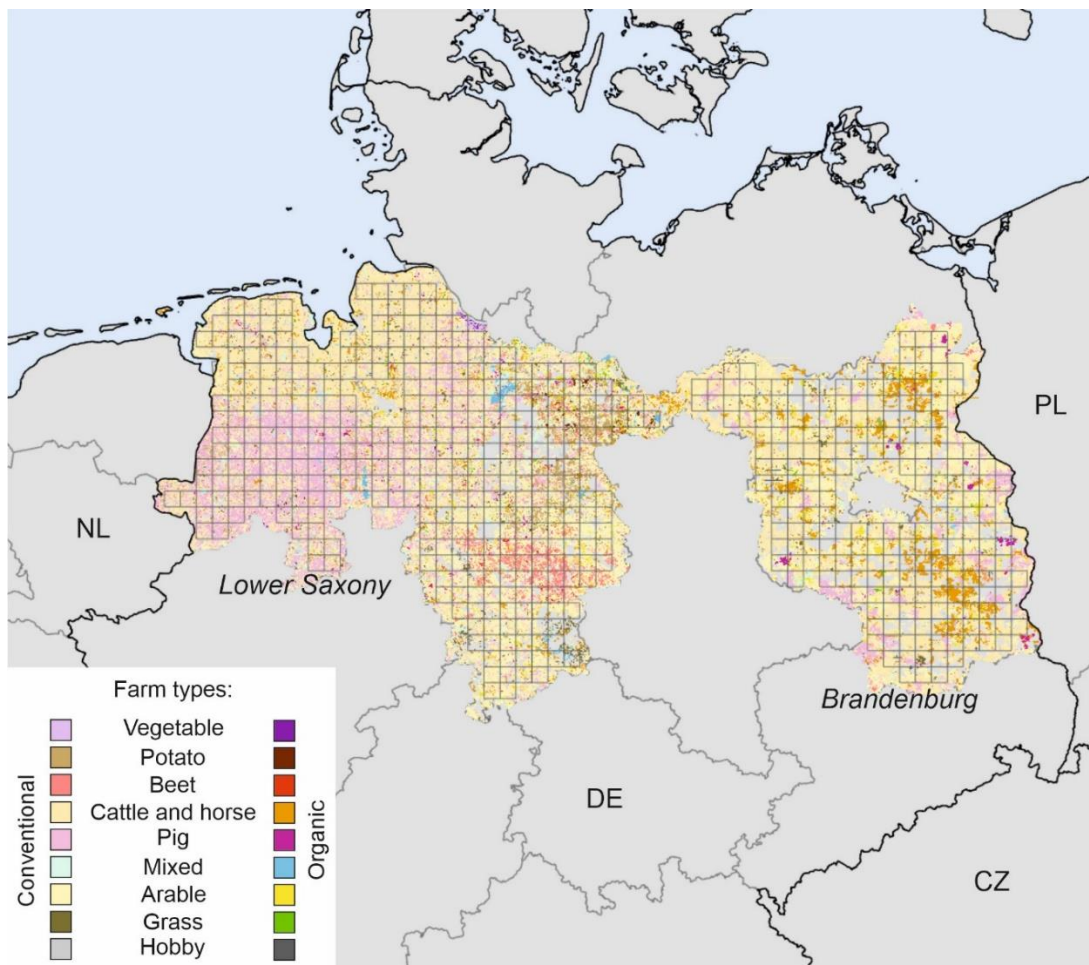 PL
NL
Lower Saxony
Brandenburg
DE
CZ
Farm types:
Conventional
Organic
Vegetable
Potato
Beet
Cattle and horse
Pig
Mixed
Arable
Grass
Hobby